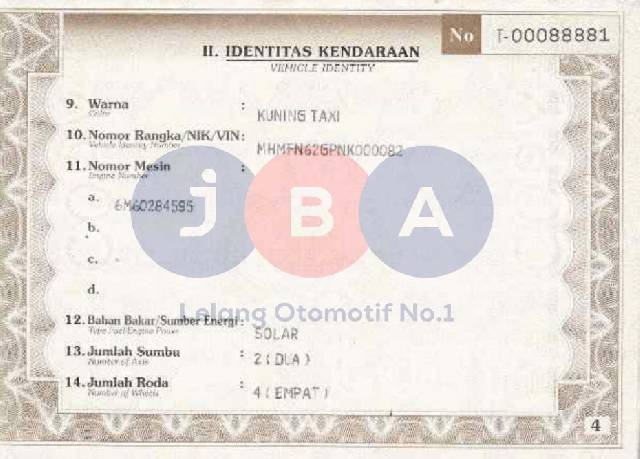 No T-00088881
II. IDENTITAS KENDARAAN
VEHICLE IDENTITY
9. Warna : KUNING TAXI
Color
10. Nomor Rangka/NIK/VIN: MHMFN62GPNK000082
Vehicle Identity Number
11. Nomor Mesin :
Engine Number
a. 6M60284595
b.
c.
d.
jBA
Lelang Otomotif No.1
12. Bahan Bakar/Sumber Energi: SOLAR
Type Fuel/Engine Power
13. Jumlah Sumbu : 2 ( DUA )
Number of Axis
14. Jumlah Roda : 4 ( EMPAT )
Number of Wheels
4